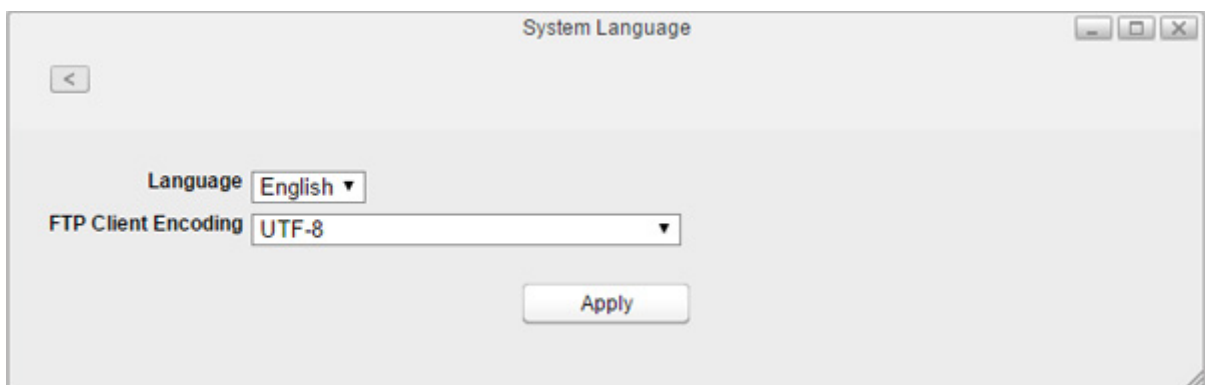 System Language
<
Language English
FTP Client Encoding UTF-8
Apply